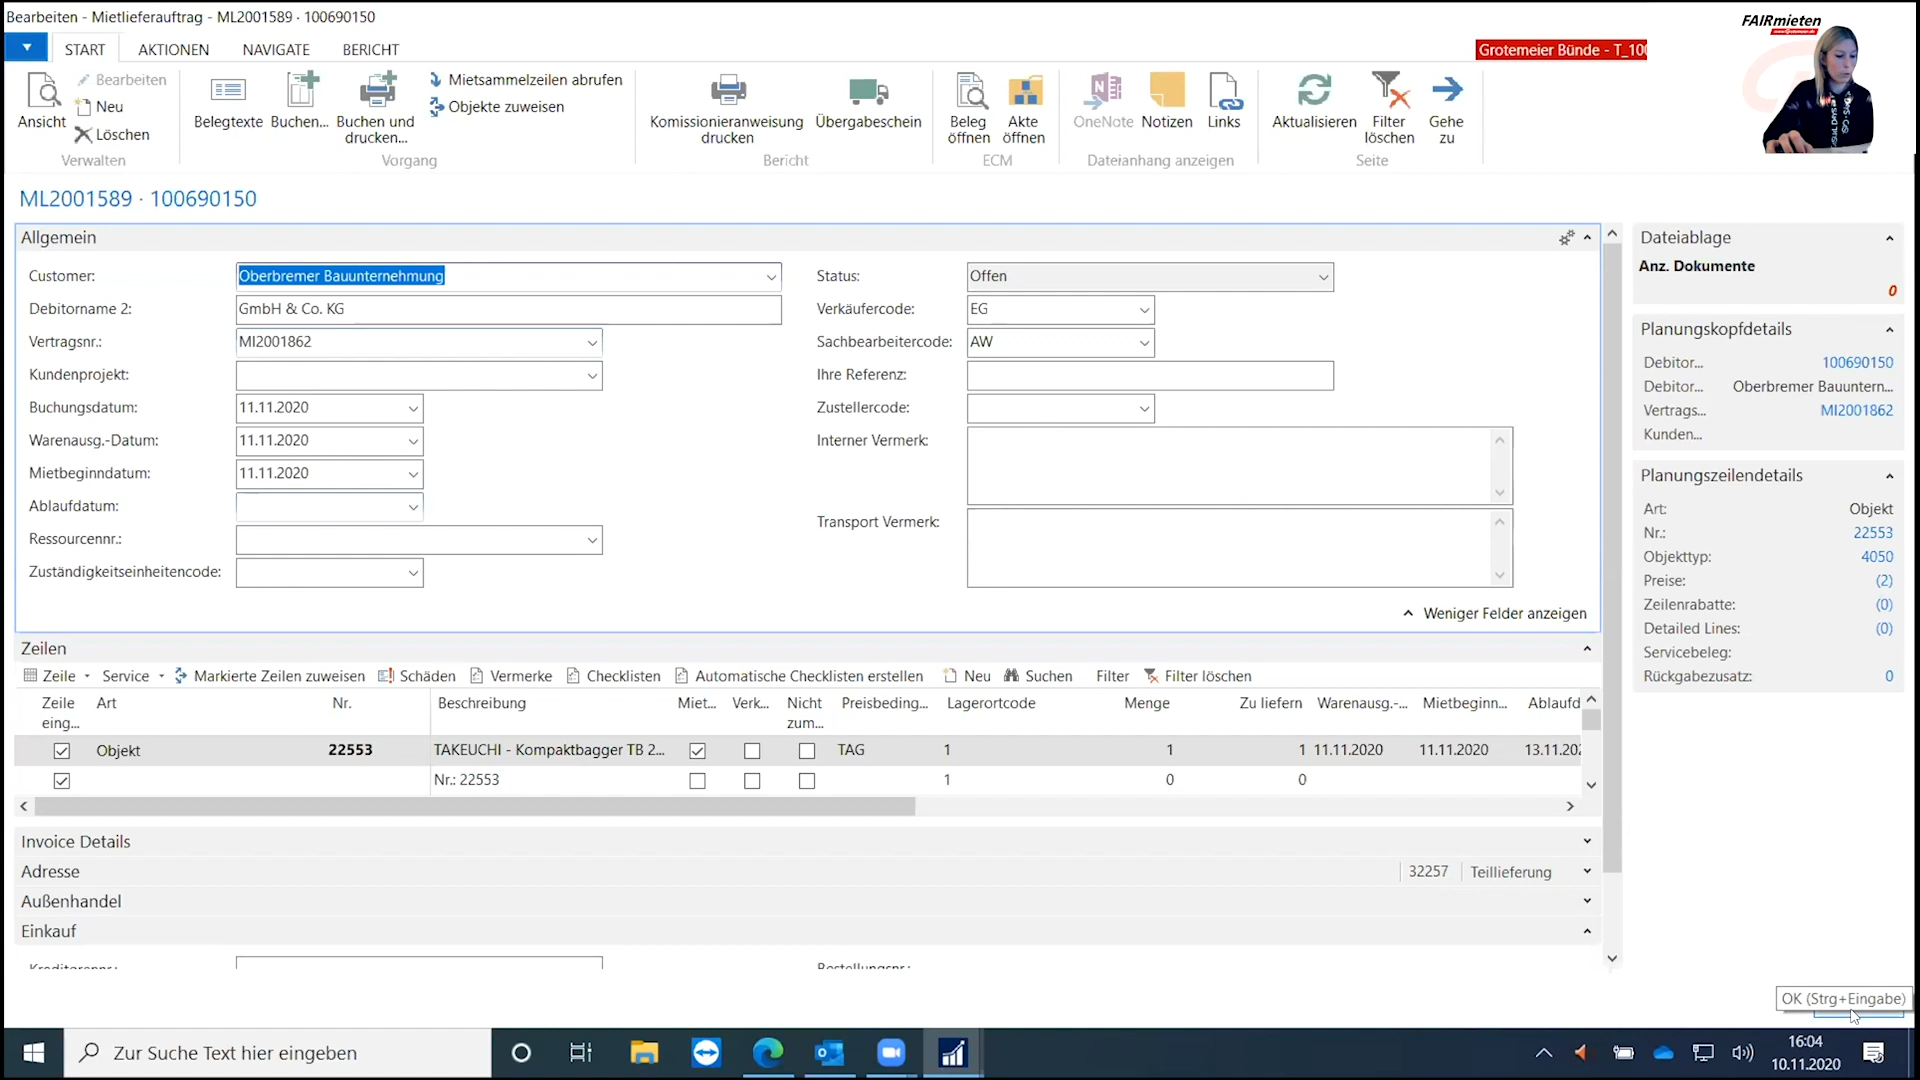 Bearbeiten - Mietlieferauftrag - ML2001589 · 100690150
FAIRmieten
START AKTIONEN NAVIGATE BERICHT
Grotemeier Bünde - T_100
Ansicht
Bearbeiten
Neu
Löschen
Verwalten
Belegtexte
Buchen...
Buchen und
drucken...
Mietsammelzeilen abrufen
Objekte zuweisen
Vorgang
Komissionieranweisung
drucken
Übergabeschein
Bericht
Beleg
öffnen
Akte
öffnen
ECM
OneNote
Notizen
Links
Dateianhang anzeigen
Aktualisieren
Filter
löschen
Gehe
zu
Seite
ML2001589 · 100690150
Allgemein
Customer: Oberbremer Bauunternehmung
Debitorname 2: GmbH & Co. KG
Vertragsnr.: MI2001862
Kundenprojekt:
Buchungsdatum: 11.11.2020
Warenausg.-Datum: 11.11.2020
Mietbeginndatum: 11.11.2020
Ablaufdatum:
Ressourcennr.:
Zuständigkeitseinheitencode:
Status: Offen
Verkäufercode: EG
Sachbearbeitercode: AW
Ihre Referenz:
Zustellercode:
Interner Vermerk:
Transport Vermerk:
Weniger Felder anzeigen
Zeilen
Zeile Service Markierte Zeilen zuweisen Schäden Vermerke Checklisten Automatische Checklisten erstellen Neu Suchen Filter Filter löschen
Zeile
eing...
Art Nr. Beschreibung Miet... Verk... Nicht
zum...
Preisbeding... Lagerortcode Menge Zu liefern Warenausg.-... Mietbeginn... Ablaufd
Objekt 22553 TAKEUCHI - Kompaktbagger TB 2... TAG 1 1 1 11.11.2020 11.11.2020 13.11.202
Nr.: 22553 1 0 0
Invoice Details
Adresse 32257 Teillieferung
Außenhandel
Einkauf
Dateiablage
Anz. Dokumente
0
Planungskopfdetails
Debitor... 100690150
Debitor... Oberbremer Bauuntern...
Vertrags... MI2001862
Kunden...
Planungszeilendetails
Art: Objekt
Nr.: 22553
Objekttyp: 4050
Preise: (2)
Zeilenrabatte: (0)
Detailed Lines: (0)
Servicebeleg:
Rückgabezusatz: 0
OK (Strg+Eingabe)
Zur Suche Text hier eingeben
16:04
10.11.2020